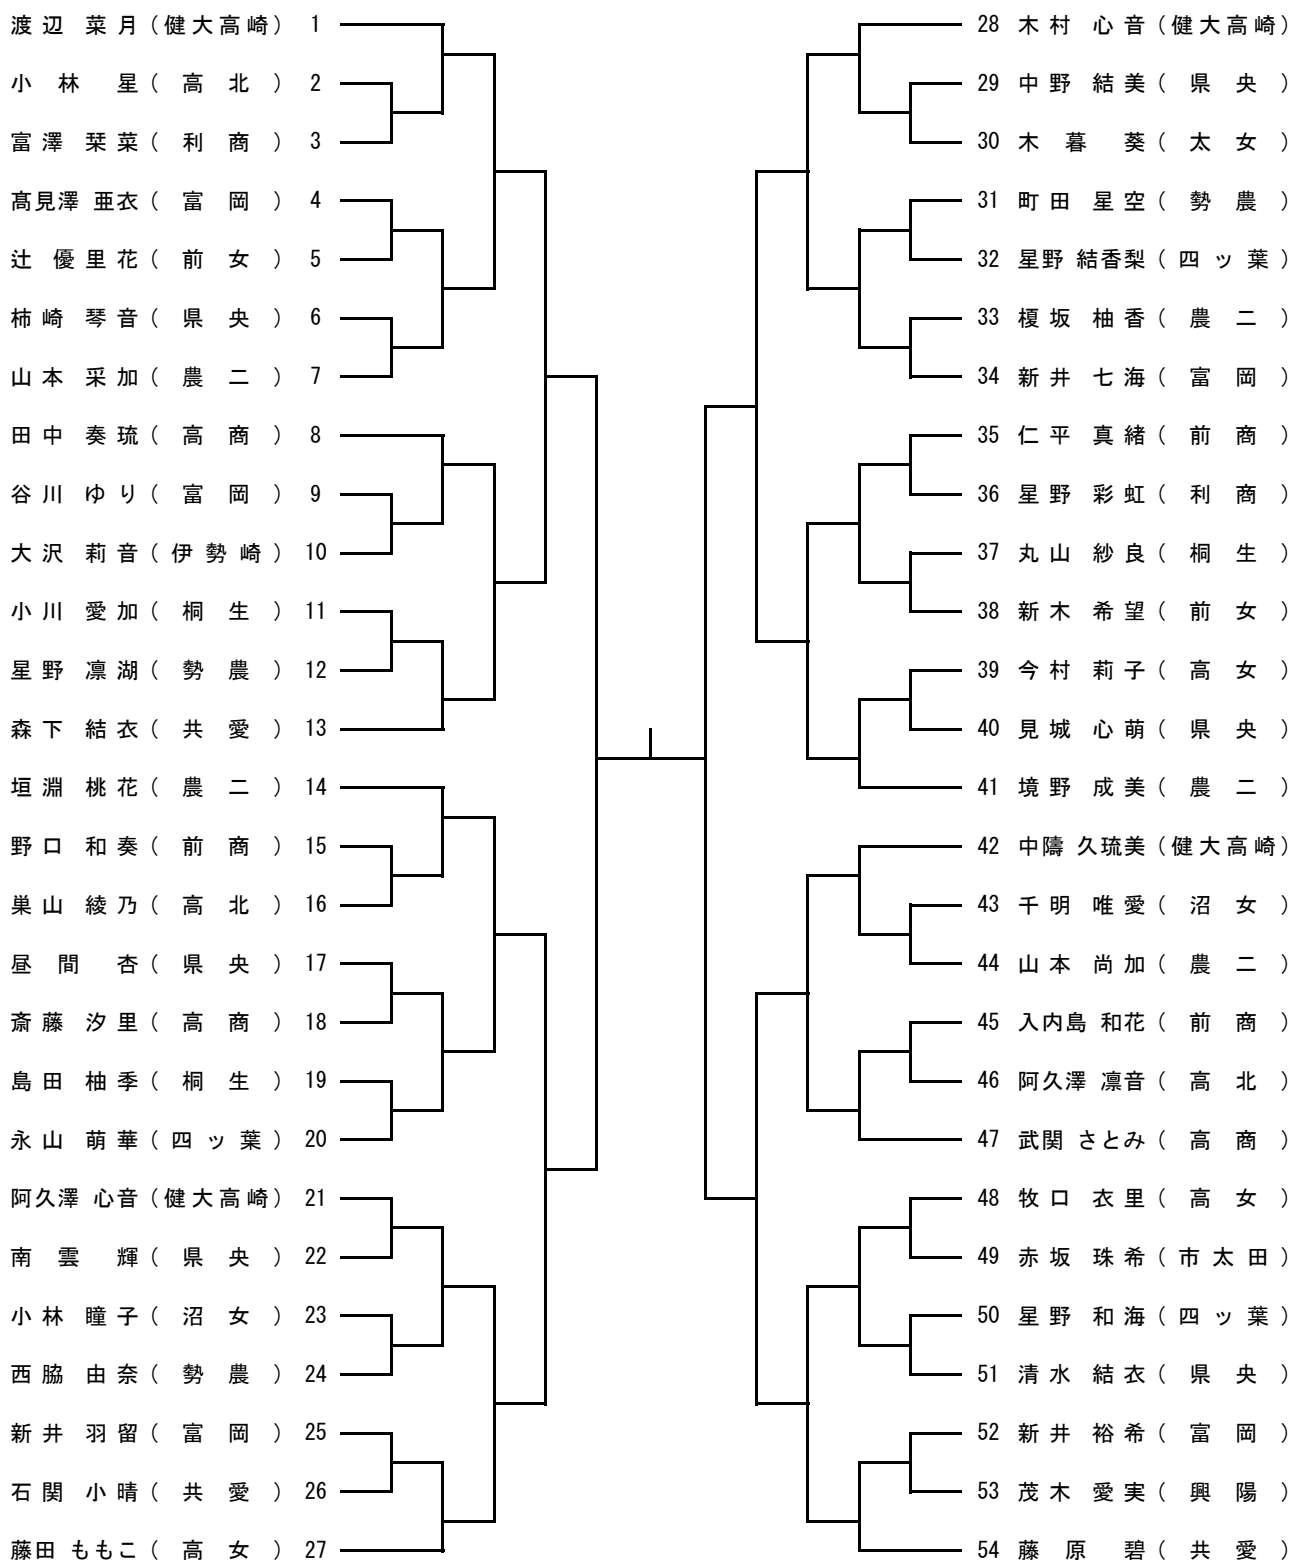 渡辺 菜月(健大高崎) 1
小林 星(高北) 2
富澤 栞菜(利商) 3
髙見澤 亜衣(富岡) 4
辻 優里花(前女) 5
柿崎 琴音(県央) 6
山本 采加(農二) 7
田中 奏琉(高商) 8
谷川 ゆり(富岡) 9
大沢 莉音(伊勢崎) 10
小川 愛加(桐生) 11
星野 凛湖(勢農) 12
森下 結衣(共愛) 13
垣淵 桃花(農二) 14
野口 和奏(前商) 15
巣山 綾乃(高北) 16
昼間 杏(県央) 17
斎藤 汐里(高商) 18
島田 柚季(桐生) 19
永山 萌華(四ッ葉) 20
阿久澤 心音(健大高崎) 21
南雲 輝(県央) 22
小林 瞳子(沼女) 23
西脇 由奈(勢農) 24
新井 羽留(富岡) 25
石関 小晴(共愛) 26
藤田 ももこ(高女) 27
28 木村 心音(健大高崎)
29 中野 結美(県央)
30 木暮 葵(太女)
31 町田 星空(勢農)
32 星野 結香梨(四ッ葉)
33 榎坂 柚香(農二)
34 新井 七海(富岡)
35 仁平 真緒(前商)
36 星野 彩虹(利商)
37 丸山 紗良(桐生)
38 新木 希望(前女)
39 今村 莉子(高女)
40 見城 心萌(県央)
41 境野 成美(農二)
42 中隯 久琉美(健大高崎)
43 千明 唯愛(沼女)
44 山本 尚加(農二)
45 入内島 和花(前商)
46 阿久澤 凛音(高北)
47 武関 さとみ(高商)
48 牧口 衣里(高女)
49 赤坂 珠希(市太田)
50 星野 和海(四ッ葉)
51 清水 結衣(県央)
52 新井 裕希(富岡)
53 茂木 愛実(興陽)
54 藤原 碧(共愛)